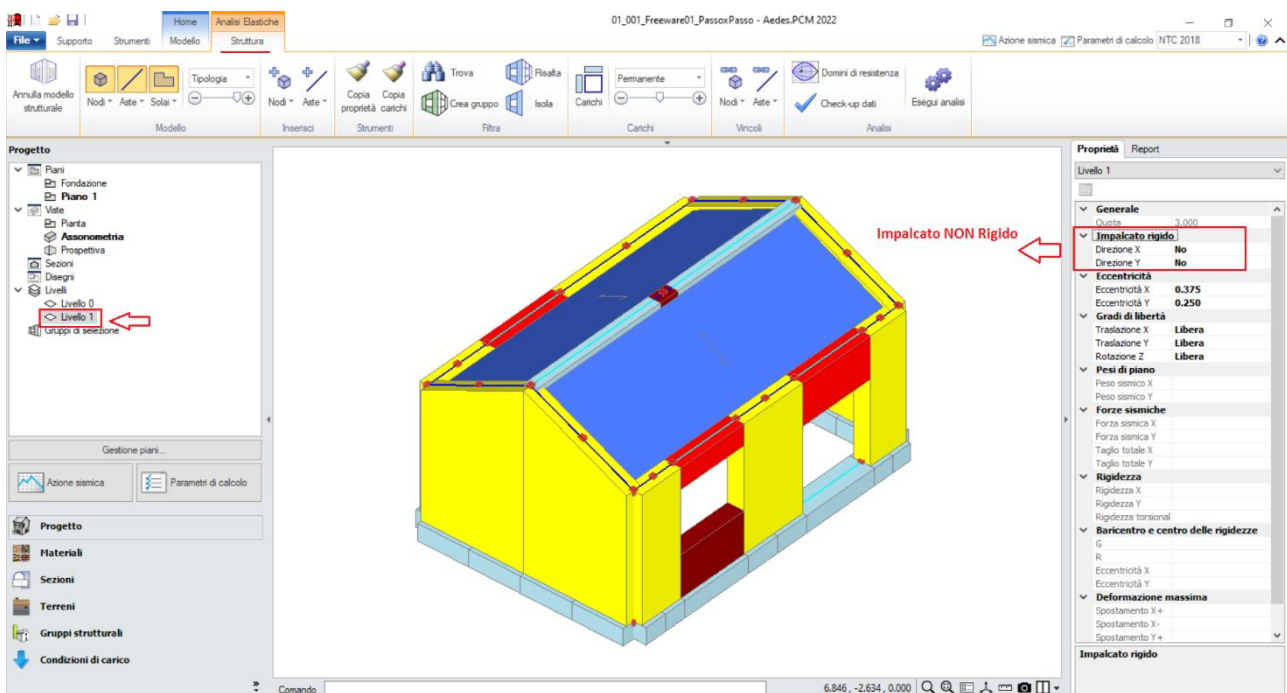 01_001_Freeware01_PassoxPasso - Aedes.PCM 2022
Home
Analisi Elastiche
File
Supporto
Strumenti
Modello
Struttura
Azione sismica
Parametri di calcolo
NTC 2018
Annulla modello
strutturale
Nodi
Aste
Solai
Tipologia
Modello
Nodi
Aste
Inserisci
Copia
proprietà
Copia
carichi
Strumenti
Trova
Crea gruppo
Risalta
Isola
Filtra
Carichi
Permanente
Carichi
Nodi
Aste
Vincoli
Domini di resistenza
Check-up dati
Esegui analisi
Analisi
Progetto
Piani
Fondazione
Piano 1
Viste
Pianta
Assonometria
Prospettiva
Sezioni
Disegni
Livelli
Livello 0
Livello 1
Gruppi di selezione
Gestione piani...
Azione sismica
Parametri di calcolo
Progetto
Materiali
Sezioni
Terreni
Gruppi strutturali
Condizioni di carico
Impalcato NON Rigido
Comando
6.846 , -2.634, 0.000
Proprietà
Report
Livello 1
Generale
Quota 3.000
Impalcato rigido
Direzione X No
Direzione Y No
Eccentricità
Eccentricità X 0.375
Eccentricità Y 0.250
Gradi di libertà
Traslazione X Libera
Traslazione Y Libera
Rotazione Z Libera
Pesi di piano
Peso sismico X
Peso sismico Y
Forze sismiche
Forza sismica X
Forza sismica Y
Taglio totale X
Taglio totale Y
Rigidezza
Rigidezza X
Rigidezza Y
Rigidezza torsional
Baricentro e centro delle rigidezze
G
R
Eccentricità X
Eccentricità Y
Deformazione massima
Spostamento X+
Spostamento X-
Spostamento Y+
Impalcato rigido